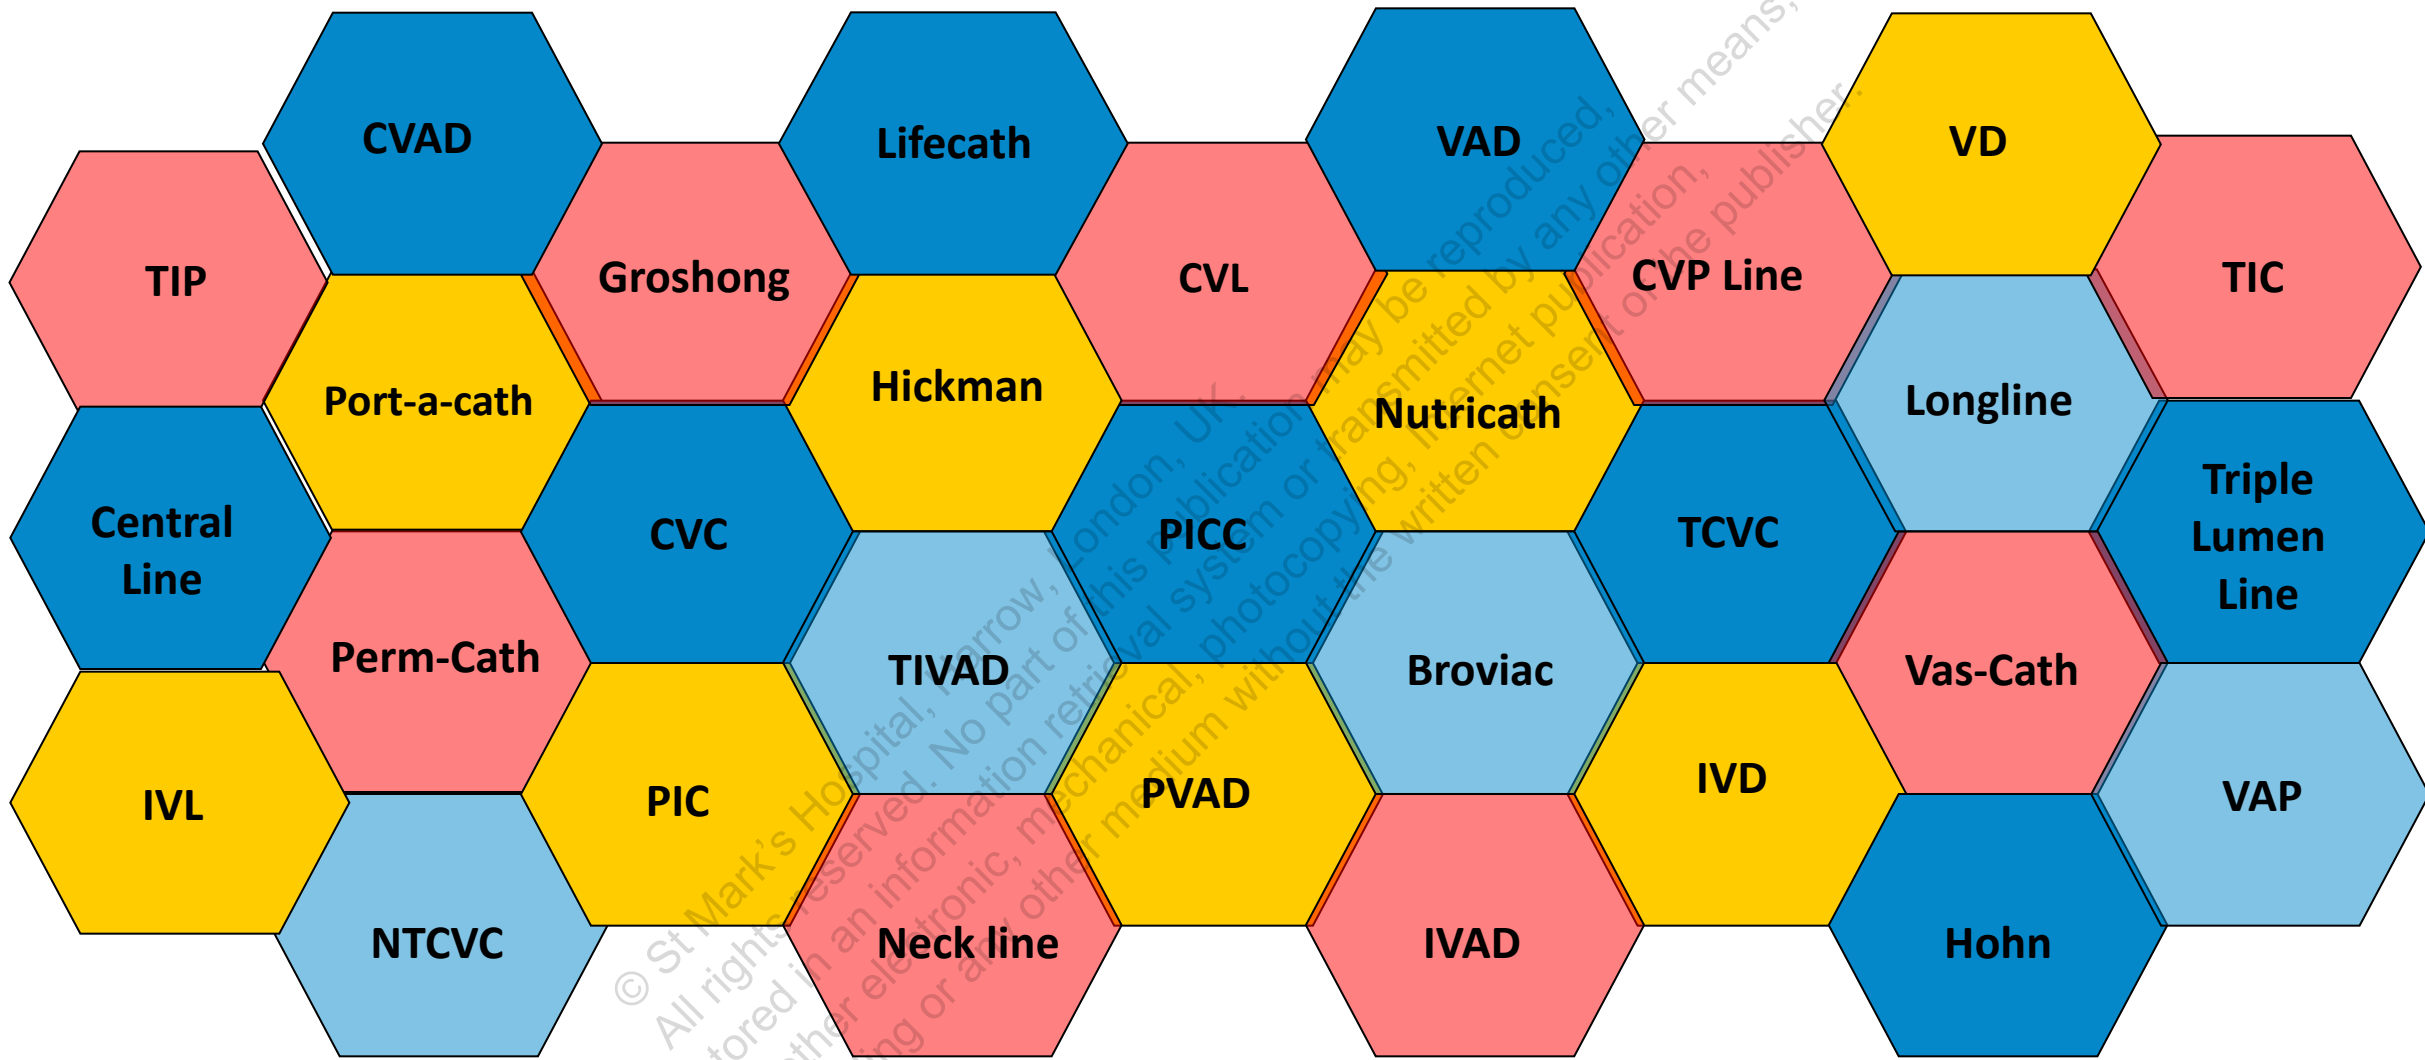 CVAD
Lifecath
VAD
VD
TIP
Groshong
CVL
CVP Line
TIC
Port-a-cath
Hickman
Nutricath
Longline
Central
Line
CVC
PICC
TCVC
Triple
Lumen
Line
Perm-Cath
TIVAD
Broviac
Vas-Cath
IVL
PIC
PVAD
IVD
VAP
NTCVC
Neck line
IVAD
Hohn
© St Mark's Hospital, Harrow, London, UK.
All rights reserved. No part of this publication may be reproduced,
stored in an information retrieval system or transmitted by any other means,
other electronic, mechanical, photocopying, Internet publication,
or any other medium without the written consent of the publisher.